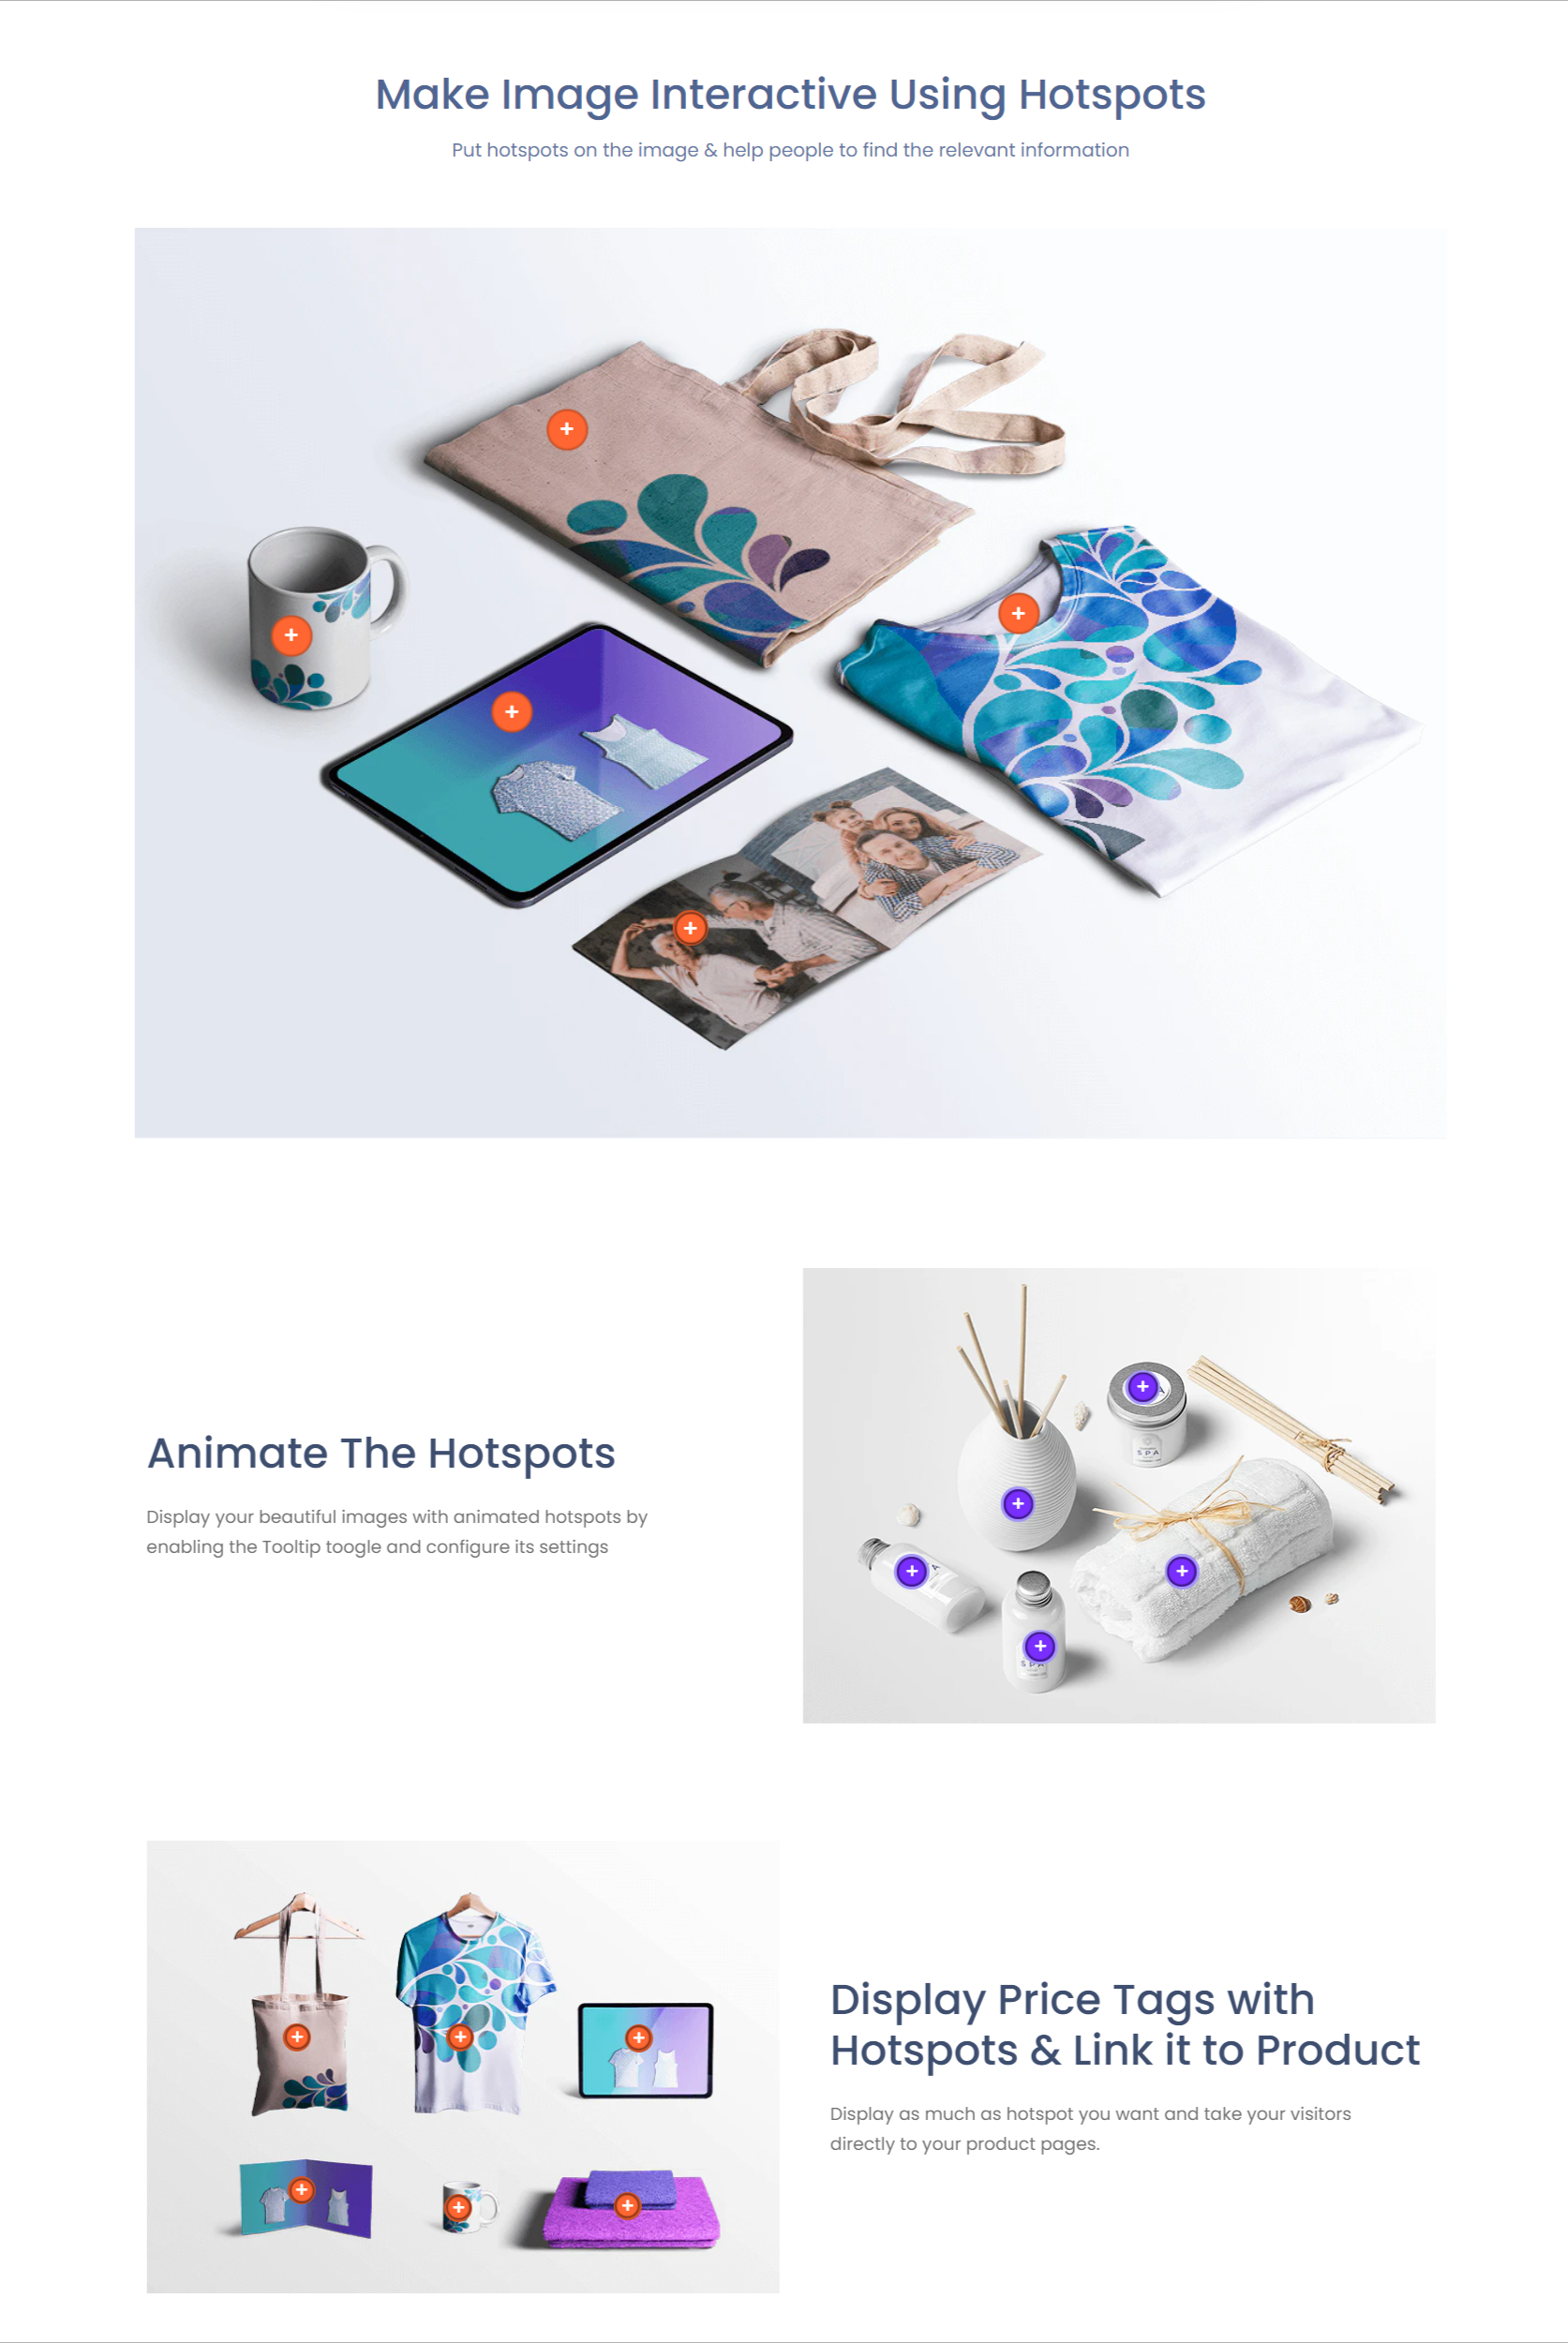 Make Image Interactive Using Hotspots
Put hotspots on the image & help people to find the relevant information
Animate The Hotspots
Display your beautiful images with animated hotspots by
enabling the Tooltip toogle and configure its settings
SPA
SPA
Display Price Tags with
Hotspots & Link it to Product
Display as much as hotspot you want and take your visitors
directly to your product pages.